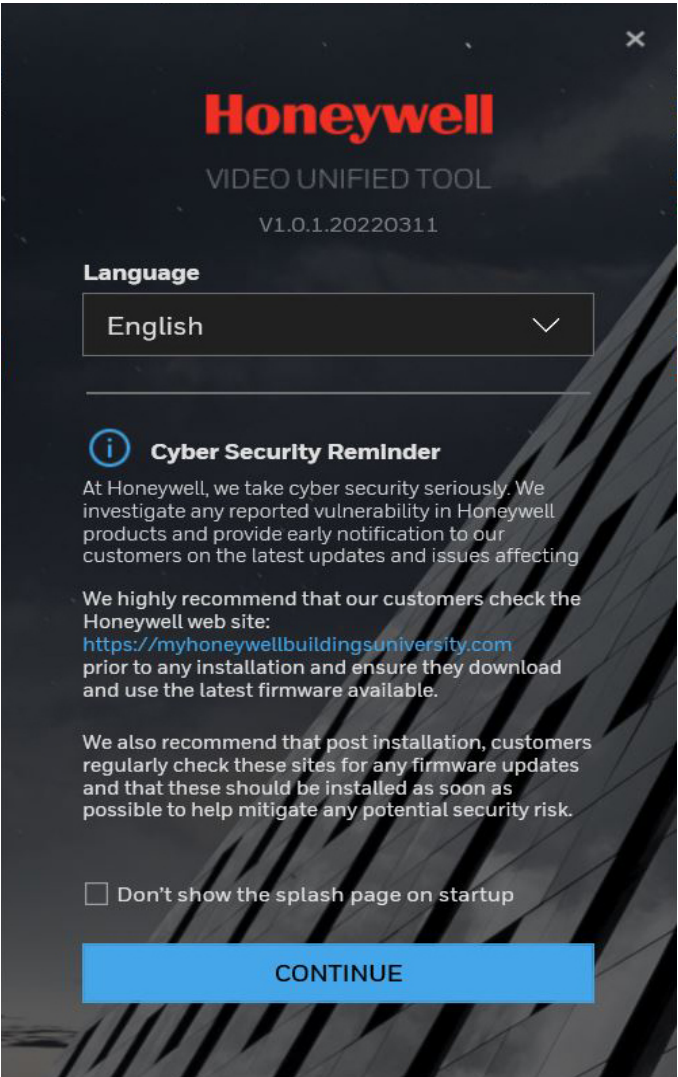 Honeywell
VIDEO UNIFIED TOOL
V1.0.1.20220311
Language
English
Cyber Security Reminder
At Honeywell, we take cyber security seriously. We
investigate any reported vulnerability in Honeywell
products and provide early notification to our
customers on the latest updates and issues affecting
We highly recommend that our customers check the
Honeywell web site:
https://myhoneywellbuildingsuniversity.com
prior to any installation and ensure they download
and use the latest firmware available.
We also recommend that post installation, customers
regularly check these sites for any firmware updates
and that these should be installed as soon as
possible to help mitigate any potential security risk.
Don't show the splash page on startup
CONTINUE